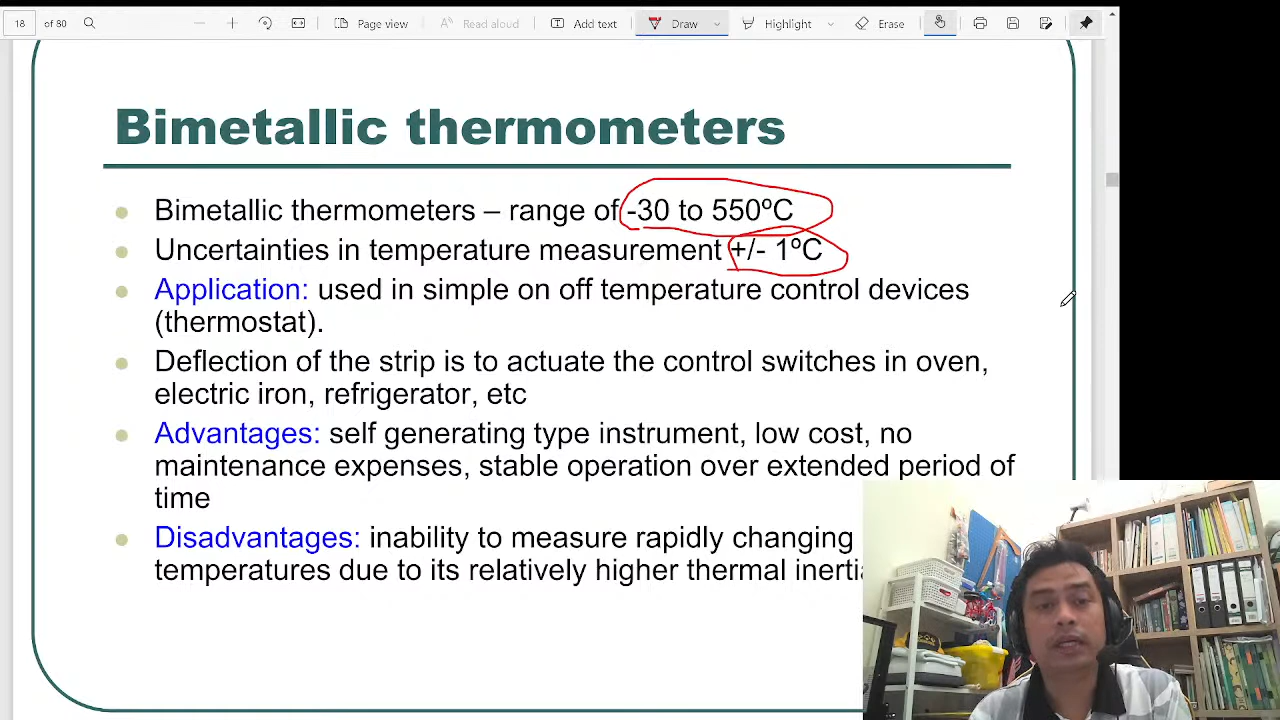 18 of 80 Page view Read aloud Add text Draw Highlight Erase
Bimetallic thermometers
Bimetallic thermometers – range of -30 to 550ºC
Uncertainties in temperature measurement +/- 1ºC
Application: used in simple on off temperature control devices
(thermostat).
Deflection of the strip is to actuate the control switches in oven,
electric iron, refrigerator, etc
Advantages: self generating type instrument, low cost, no
maintenance expenses, stable operation over extended period of
time
Disadvantages: inability to measure rapidly changing
temperatures due to its relatively higher thermal